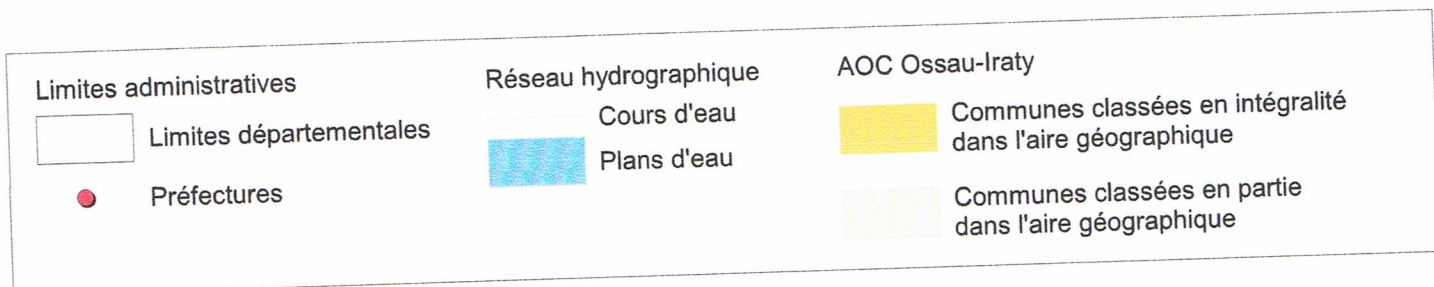 Limites administratives
Limites départementales
Préfectures
Réseau hydrographique
Cours d'eau
Plans d'eau
AOC Ossau-Iraty
Communes classées en intégralité
dans l'aire géographique
Communes classées en partie
dans l'aire géographique